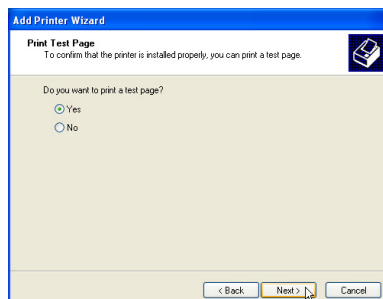 Add Printer Wizard
Print Test Page
To confirm that the printer is installed properly, you can print a test page.
Do you want to print a test page?
Yes
No
< Back Next > Cancel